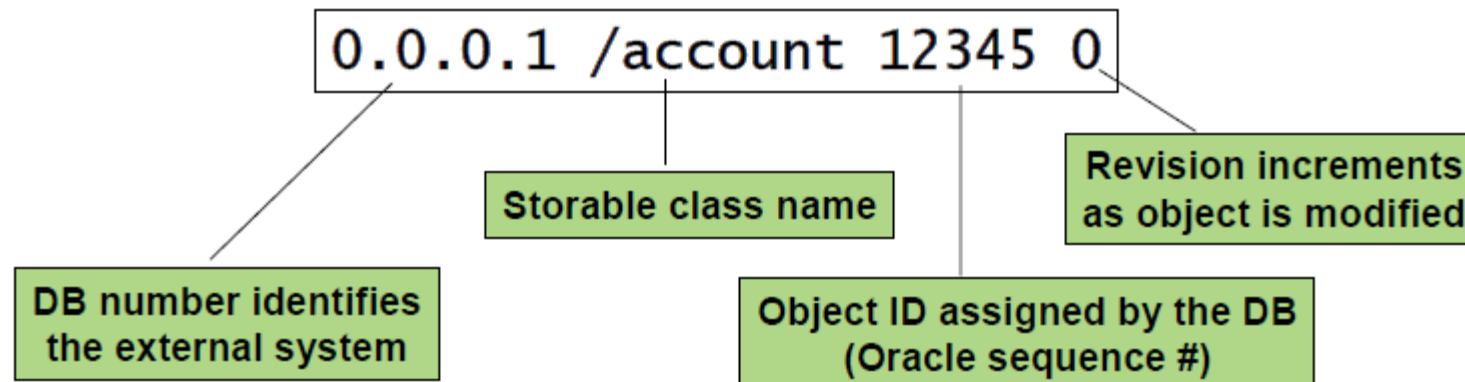 0.0.0.1 /account 12345 0
Revision increments
as object is modified
Storable class name
DB number identifies
the external system
Object ID assigned by the DB
(Oracle sequence #)